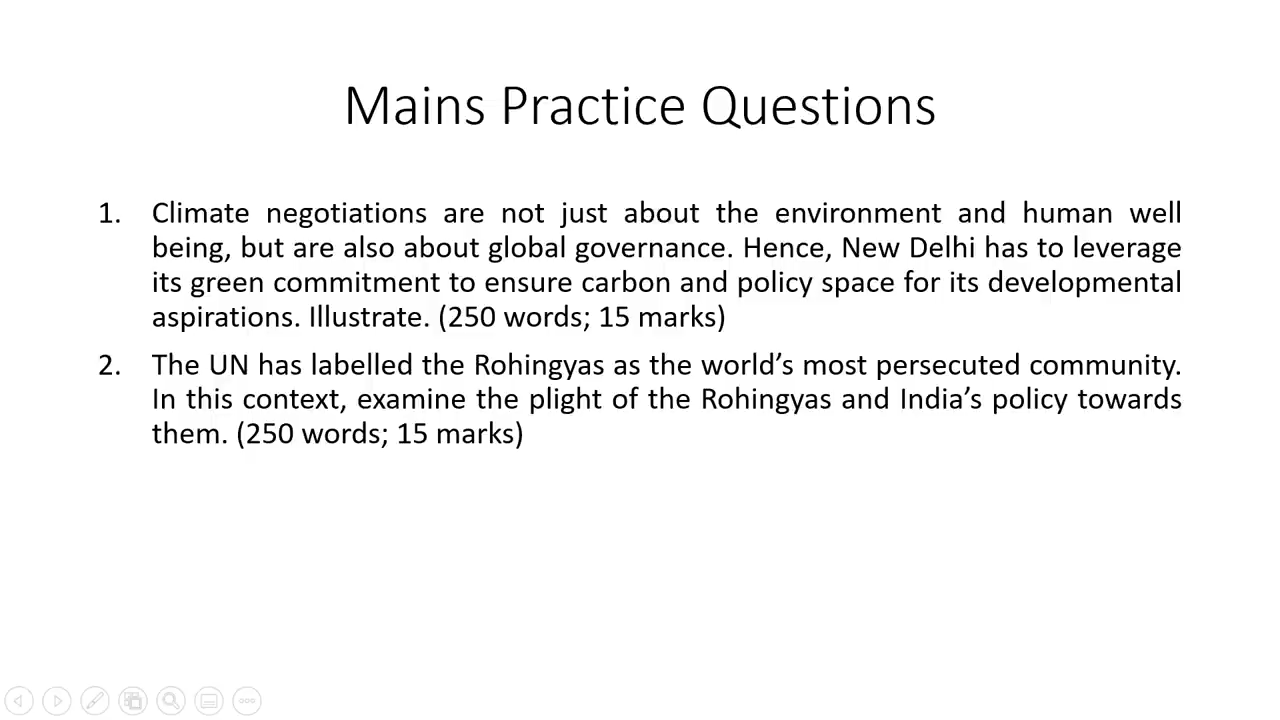 Mains Practice Questions
1. Climate negotiations are not just about the environment and human well
being, but are also about global governance. Hence, New Delhi has to leverage
its green commitment to ensure carbon and policy space for its developmental
aspirations. Illustrate. (250 words; 15 marks)
2. The UN has labelled the Rohingyas as the world’s most persecuted community.
In this context, examine the plight of the Rohingyas and India’s policy towards
them. (250 words; 15 marks)